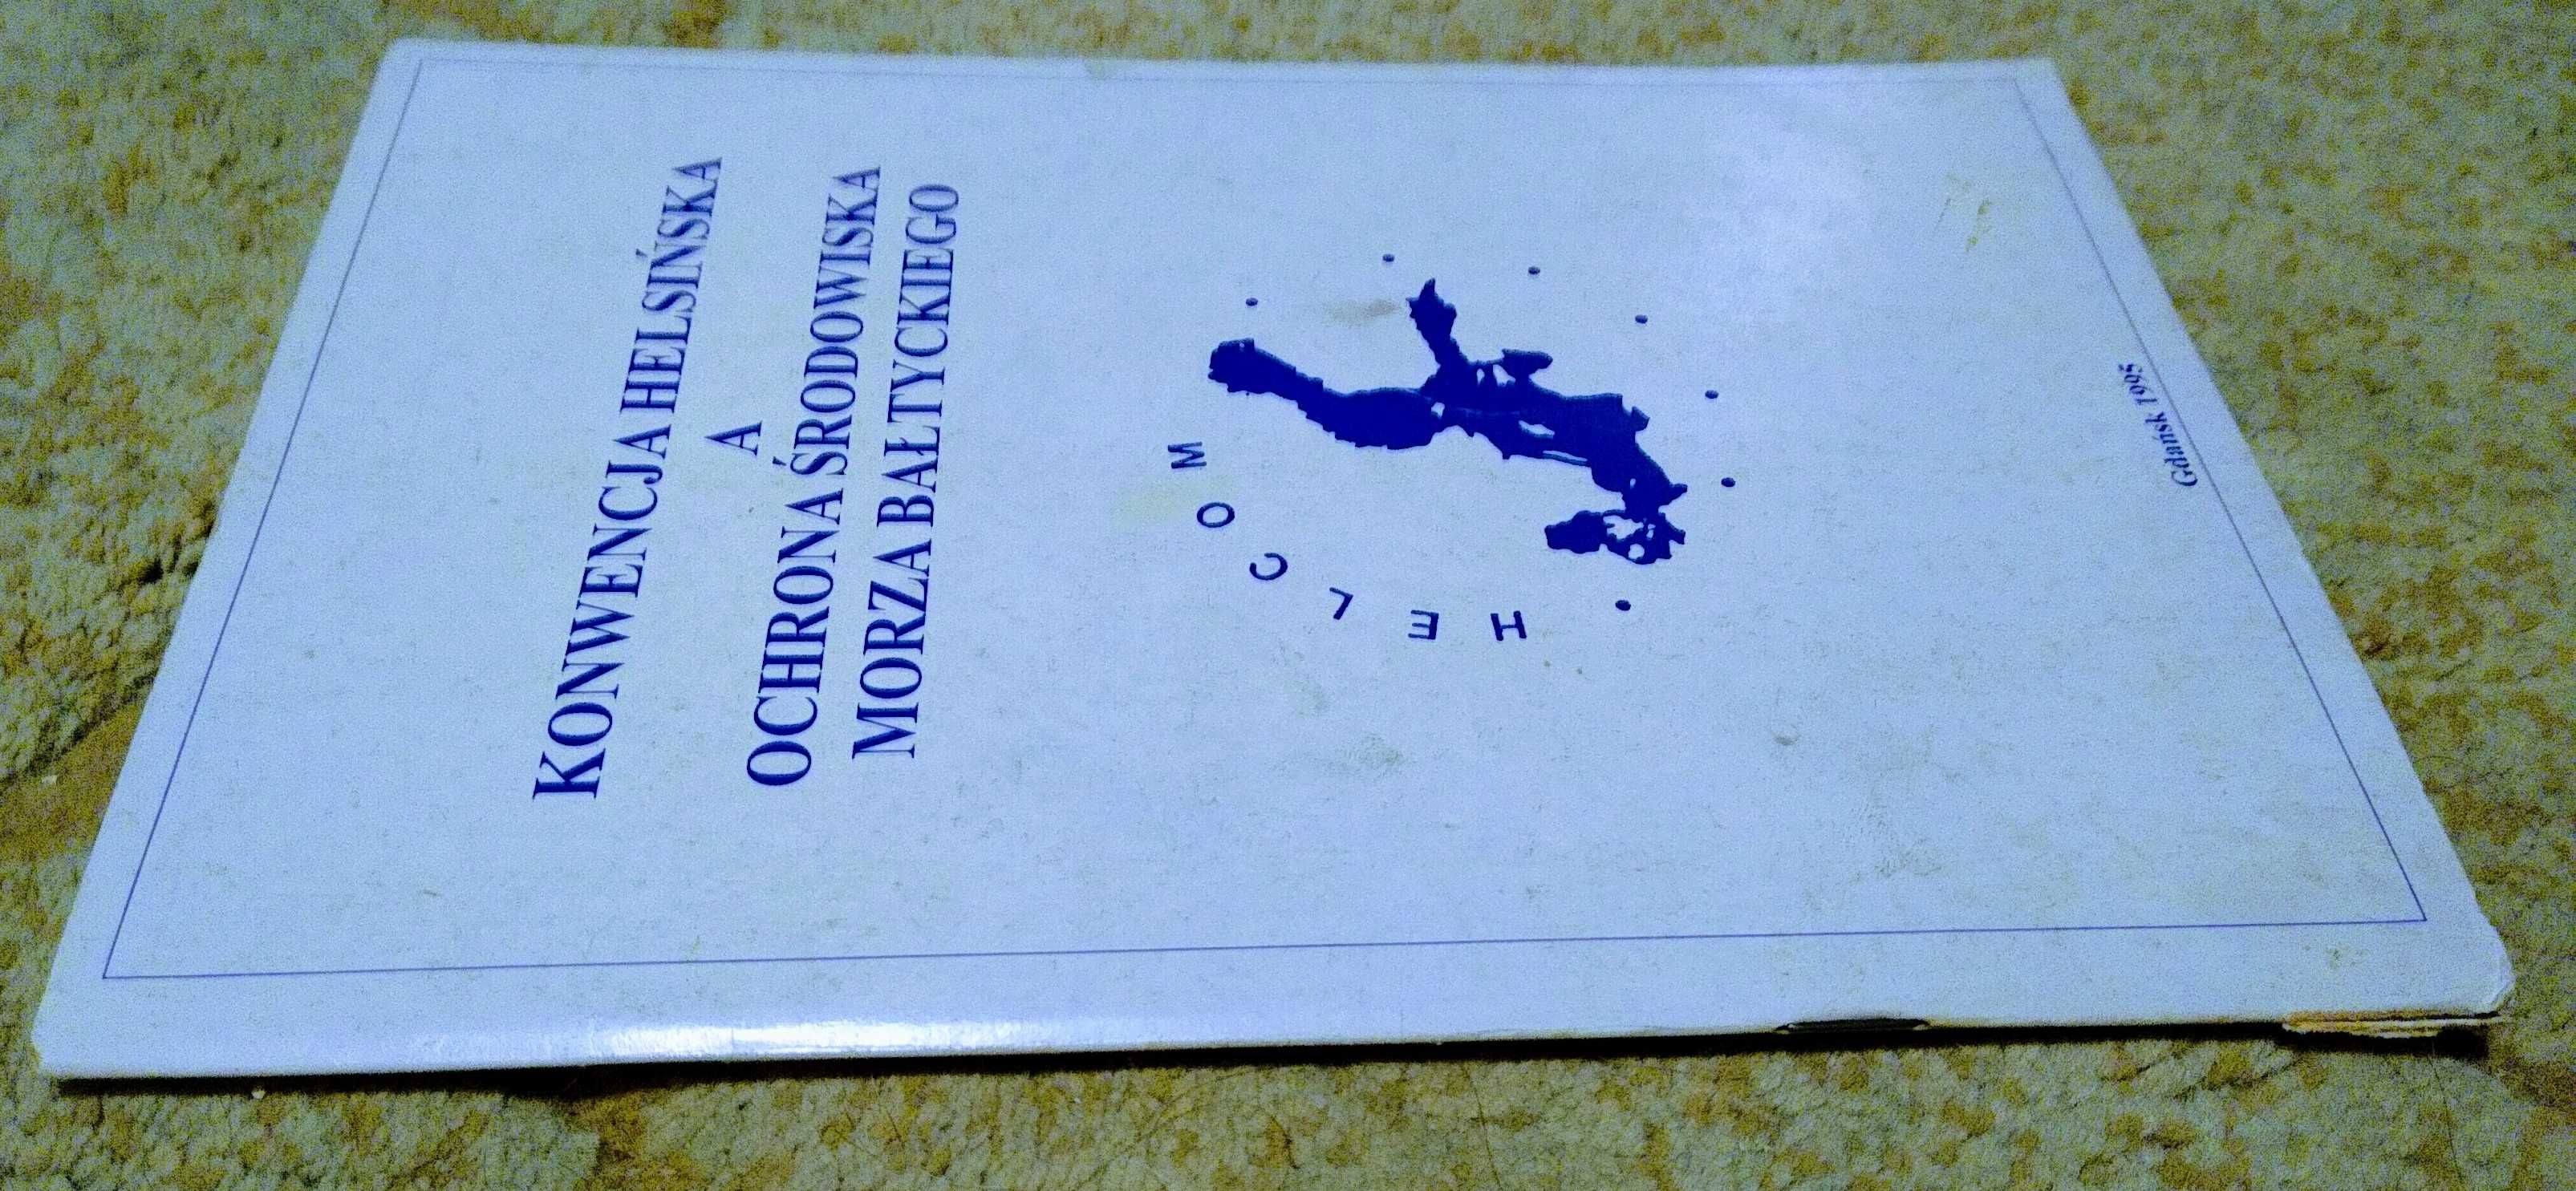 KONWENCJA HELSIŃSKA
A
OCHRONA ŚRODOWISKA
MORZA BAŁTYCKIEGO
HELCOM
Gdańsk 1995